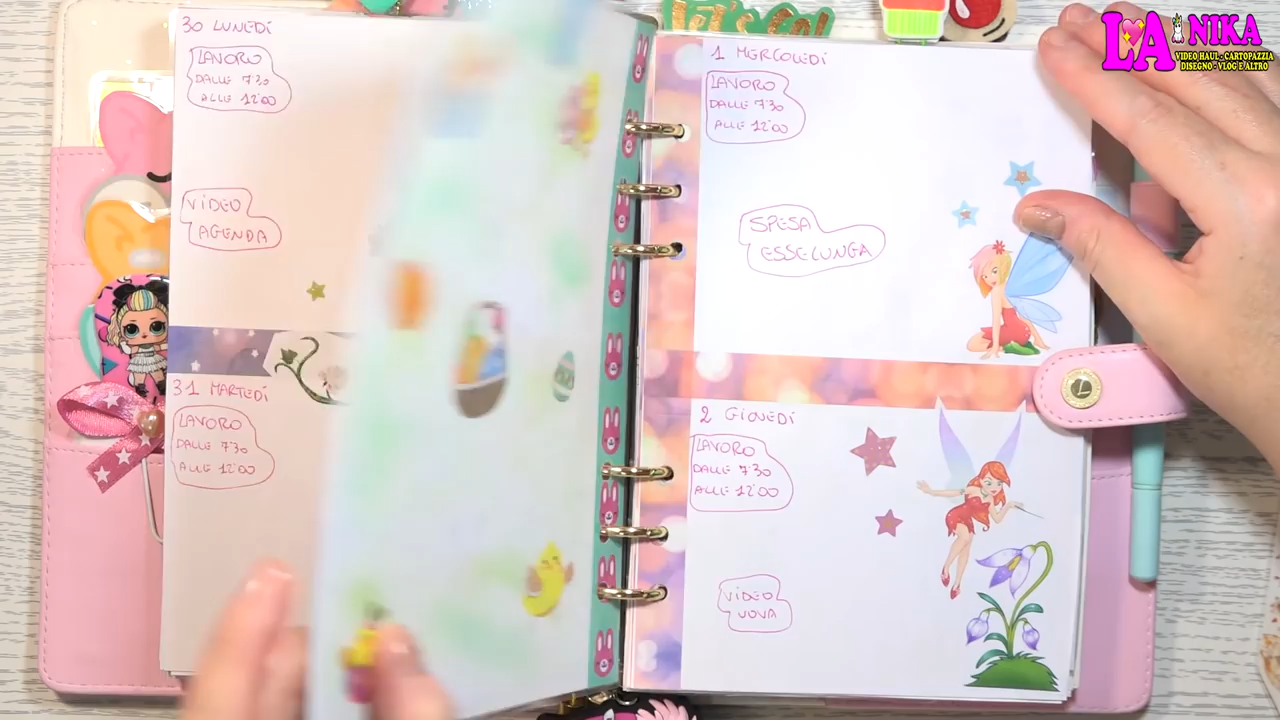 Let's Go!
LA NIKA
VIDEO HAUL - CARTOPAZZIA
DISEGNO - VLOG E ALTRO
30 LUNEDÌ
LAVORO
DALLE 7'30
ALLE 12'00
VIDEO
AGENDA
31 MARTEDÌ
LAVORO
DALLE 7'30
ALLE 12'00
1 MERCOLEDÌ
LAVORO
DALLE 7'30
ALLE 12'00
SPESA
ESSELUNGA
2 GIOVEDÌ
LAVORO
DALLE 7'30
ALLE 12'00
VIDEO
UOVA